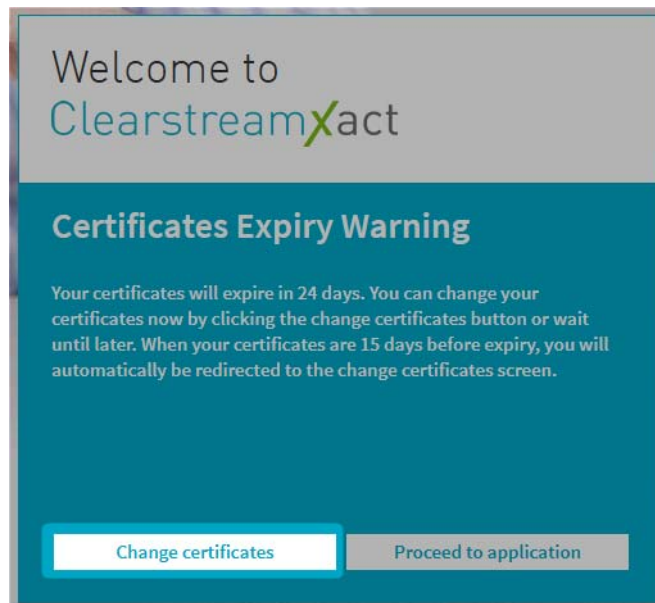 Welcome to
ClearstreamXact
Certificates Expiry Warning
Your certificates will expire in 24 days. You can change your
certificates now by clicking the change certificates button or wait
until later. When your certificates are 15 days before expiry, you will
automatically be redirected to the change certificates screen.
Change certificates Proceed to application